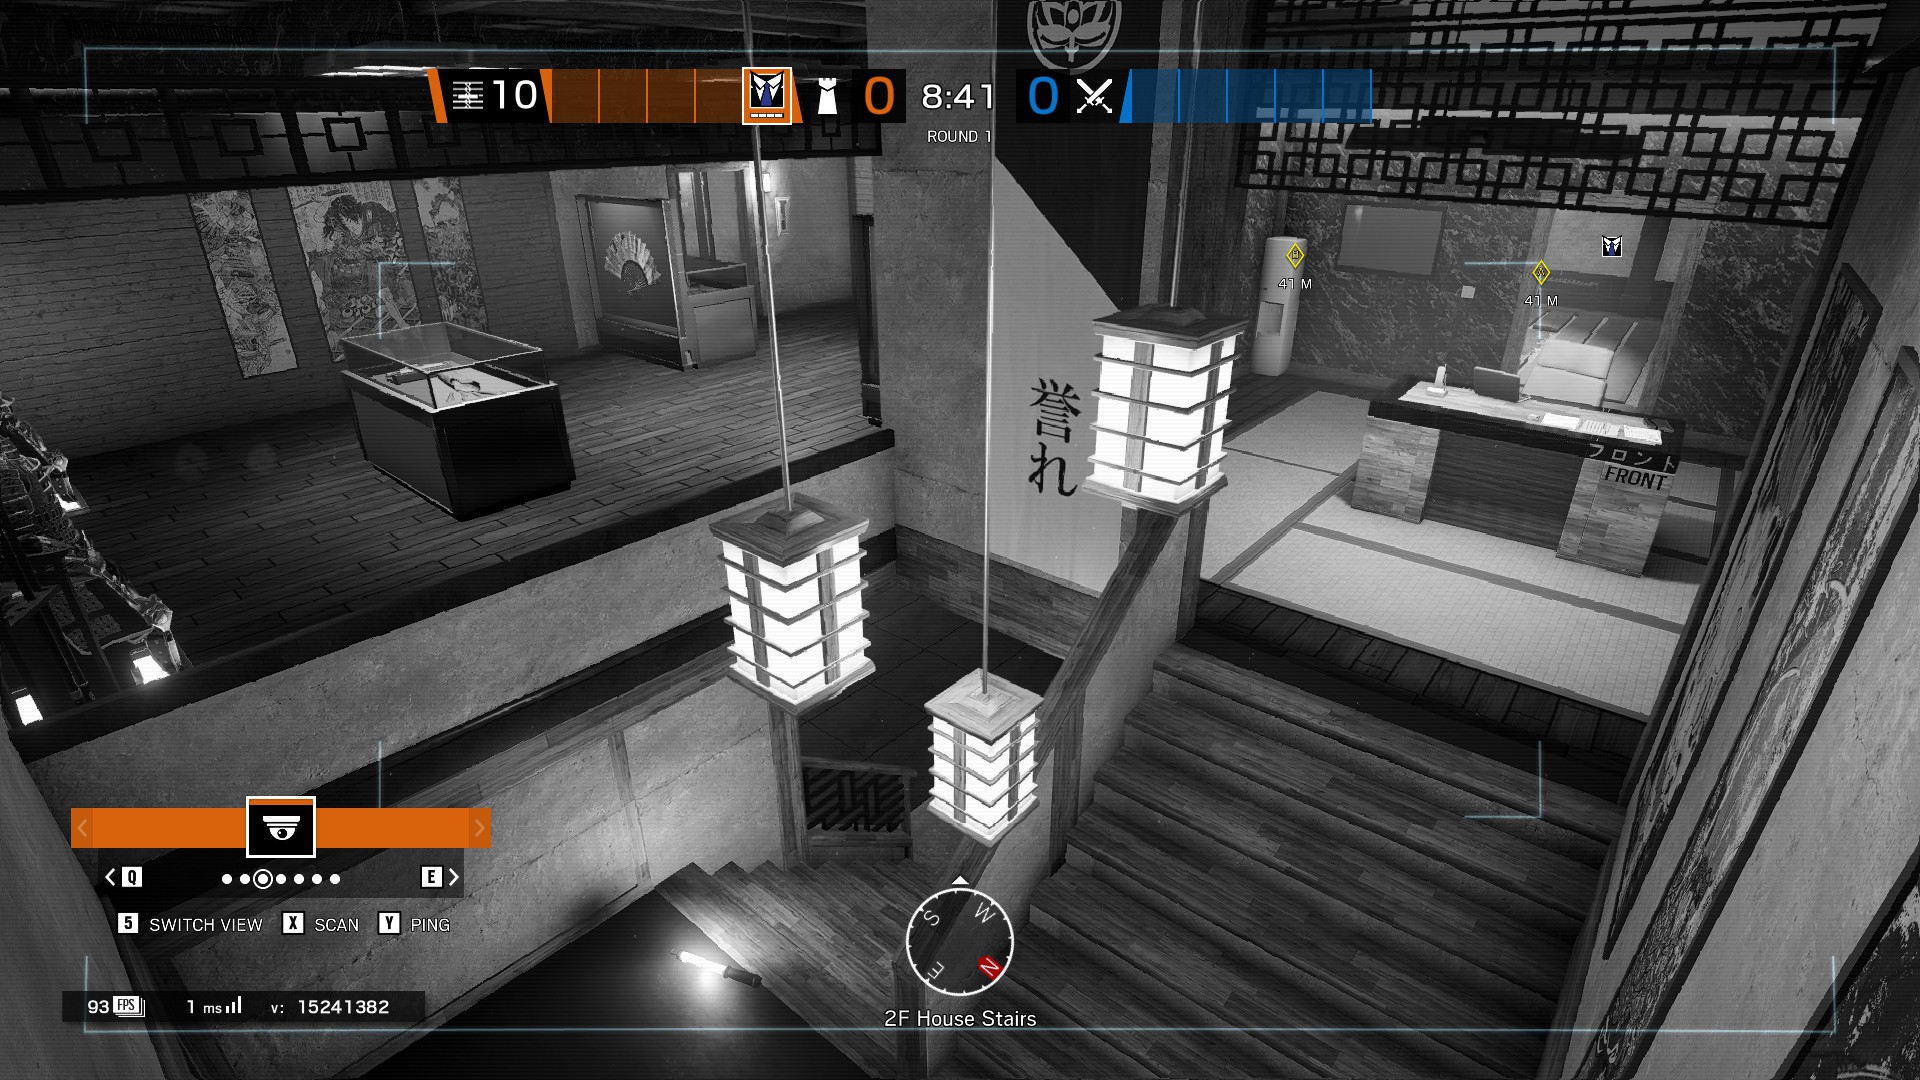 10
0
8:41
0
ROUND 1
41 M
41 M
誉れ
フロント
FRONT
Q
E
5 SWITCH VIEW X SCAN Y PING
S W E N
93 FPS 1 ms v: 15241382
2F House Stairs